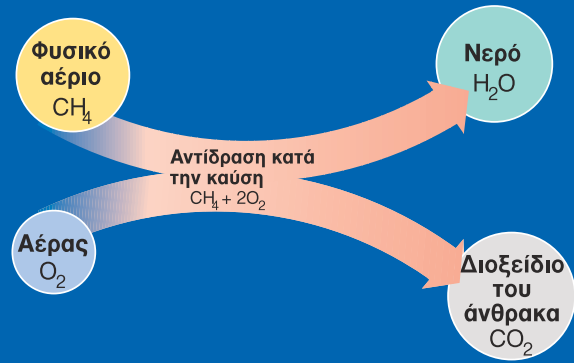 Φυσικό
αέριο
CH₄
Νερό
H₂O
Αντίδραση κατά
την καύση
CH₄ + 2O₂
Αέρας
O₂
Διοξείδιο
του
άνθρακα
CO₂